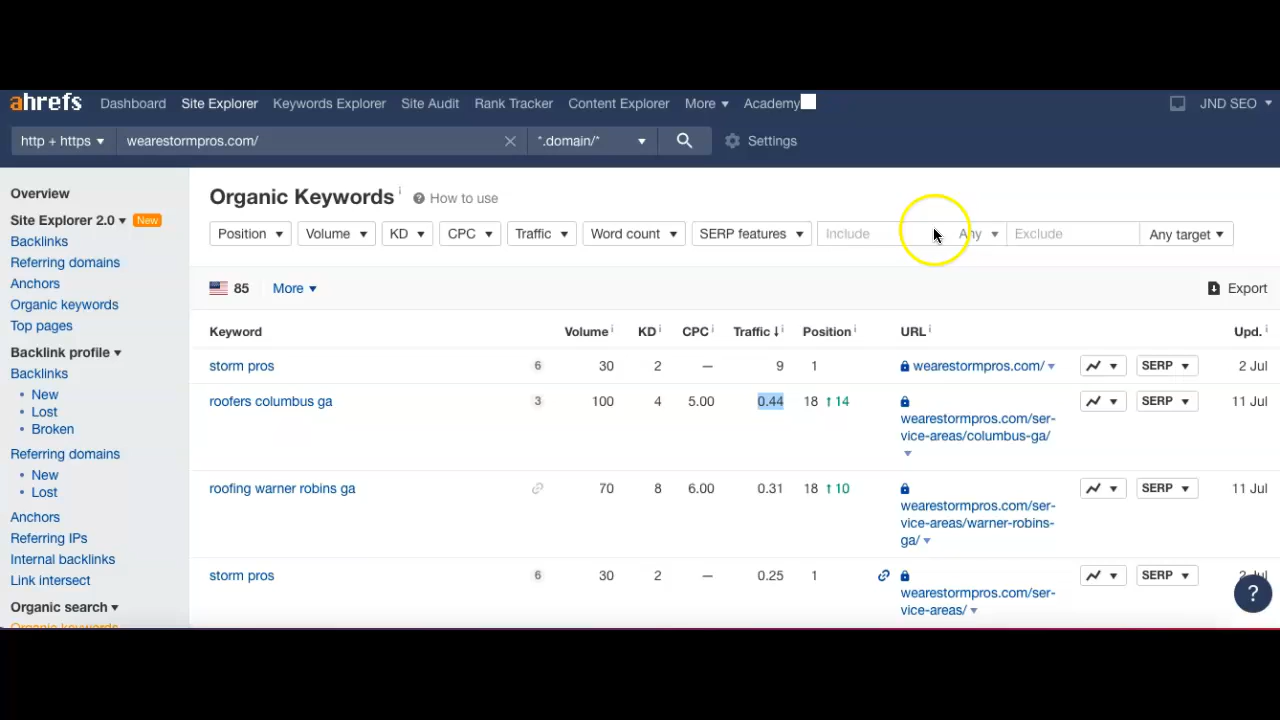 ahrefs Dashboard Site Explorer Keywords Explorer Site Audit Rank Tracker Content Explorer More Academy JND SEO
http + https wearestormpros.com/ *.domain/* Settings
Overview
Site Explorer 2.0 New
Backlinks
Referring domains
Anchors
Organic keywords
Top pages
Backlink profile
Backlinks
• New
• Lost
• Broken
Referring domains
• New
• Lost
Anchors
Referring IPs
Internal backlinks
Link intersect
Organic search
Organic keywords
Organic Keywords i ? How to use
Position Volume KD CPC Traffic Word count SERP features Include Any Exclude Any target
85 More Export
Keyword Volume i KD i CPC i Traffic ↓ i Position i URL i Upd. i
storm pros 6 30 2 — 9 1 wearestormpros.com/ SERP 2 Jul
roofers columbus ga 3 100 4 5.00 0.44 18 ↑14 SERP 11 Jul
wearestormpros.com/ser-
vice-areas/columbus-ga/
roofing warner robins ga 70 8 6.00 0.31 18 ↑10 SERP 11 Jul
wearestormpros.com/ser-
vice-areas/warner-robins-
ga/
storm pros 6 30 2 — 0.25 1 SERP 2 Jul
wearestormpros.com/ser-
vice-areas/
?